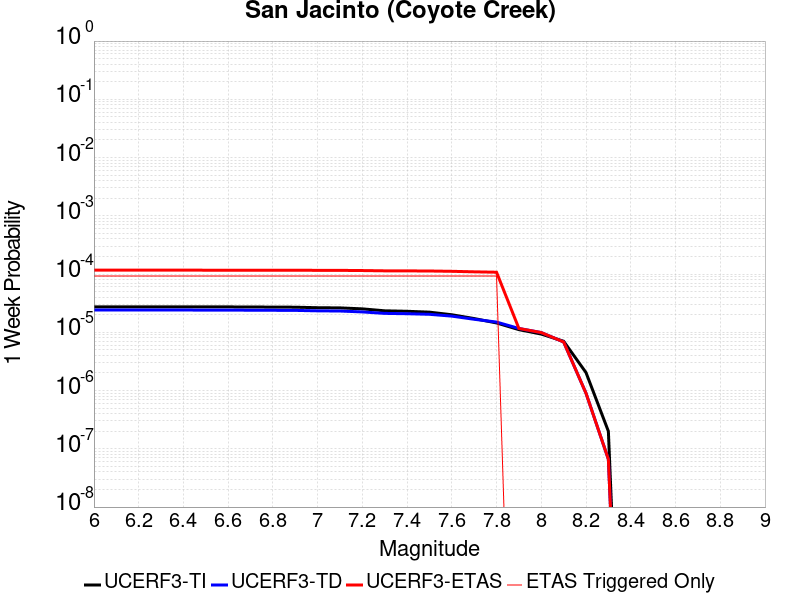 San Jacinto (Coyote Creek)
10^0
10^-1
10^-2
10^-3
10^-4
10^-5
10^-6
10^-7
10^-8
1 Week Probability
6 6.2 6.4 6.6 6.8 7 7.2 7.4 7.6 7.8 8 8.2 8.4 8.6 8.8 9
Magnitude
UCERF3-TI UCERF3-TD UCERF3-ETAS ETAS Triggered Only